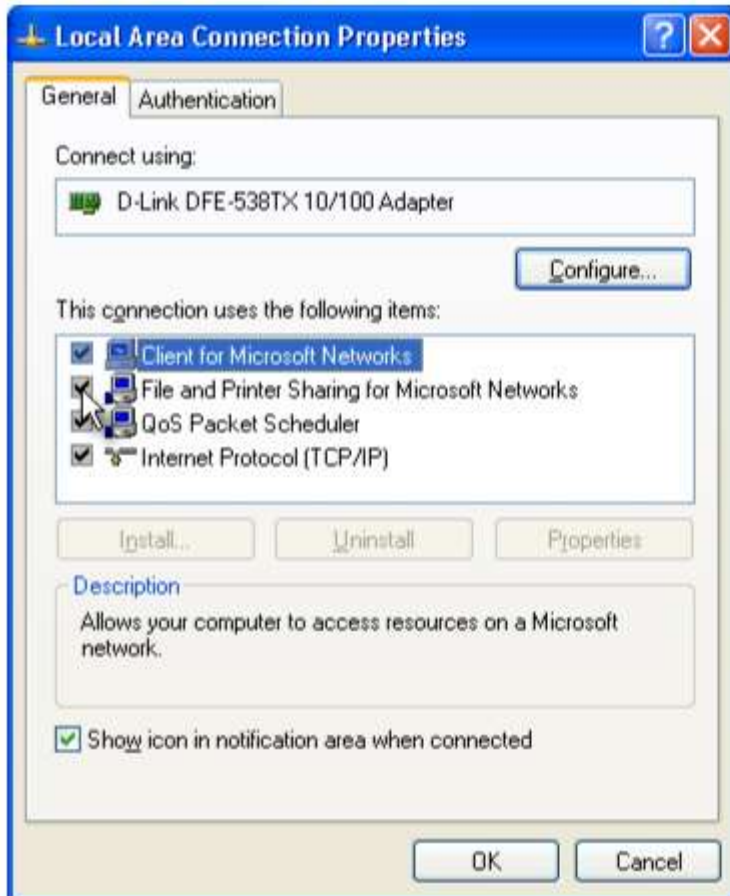 Local Area Connection Properties
General Authentication
Connect using:
D-Link DFE-538TX 10/100 Adapter
Configure...
This connection uses the following items:
Client for Microsoft Networks
File and Printer Sharing for Microsoft Networks
QoS Packet Scheduler
Internet Protocol (TCP/IP)
Install... Uninstall Properties
Description
Allows your computer to access resources on a Microsoft
network.
Show icon in notification area when connected
OK Cancel